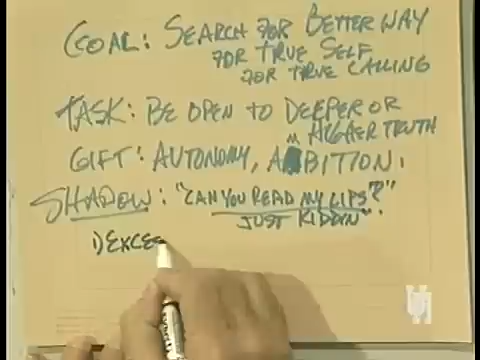 GOAL: SEARCH FOR BETTER WAY
FOR TRUE SELF
FOR TRUE CALLING
TASK: BE OPEN TO DEEPER OR
HIGHER TRUTH
GIFT: AUTONOMY, AMBITION.
SHADOW: "CAN YOU READ MY LIPS?"
JUST KIDDIN".
1) EXCES